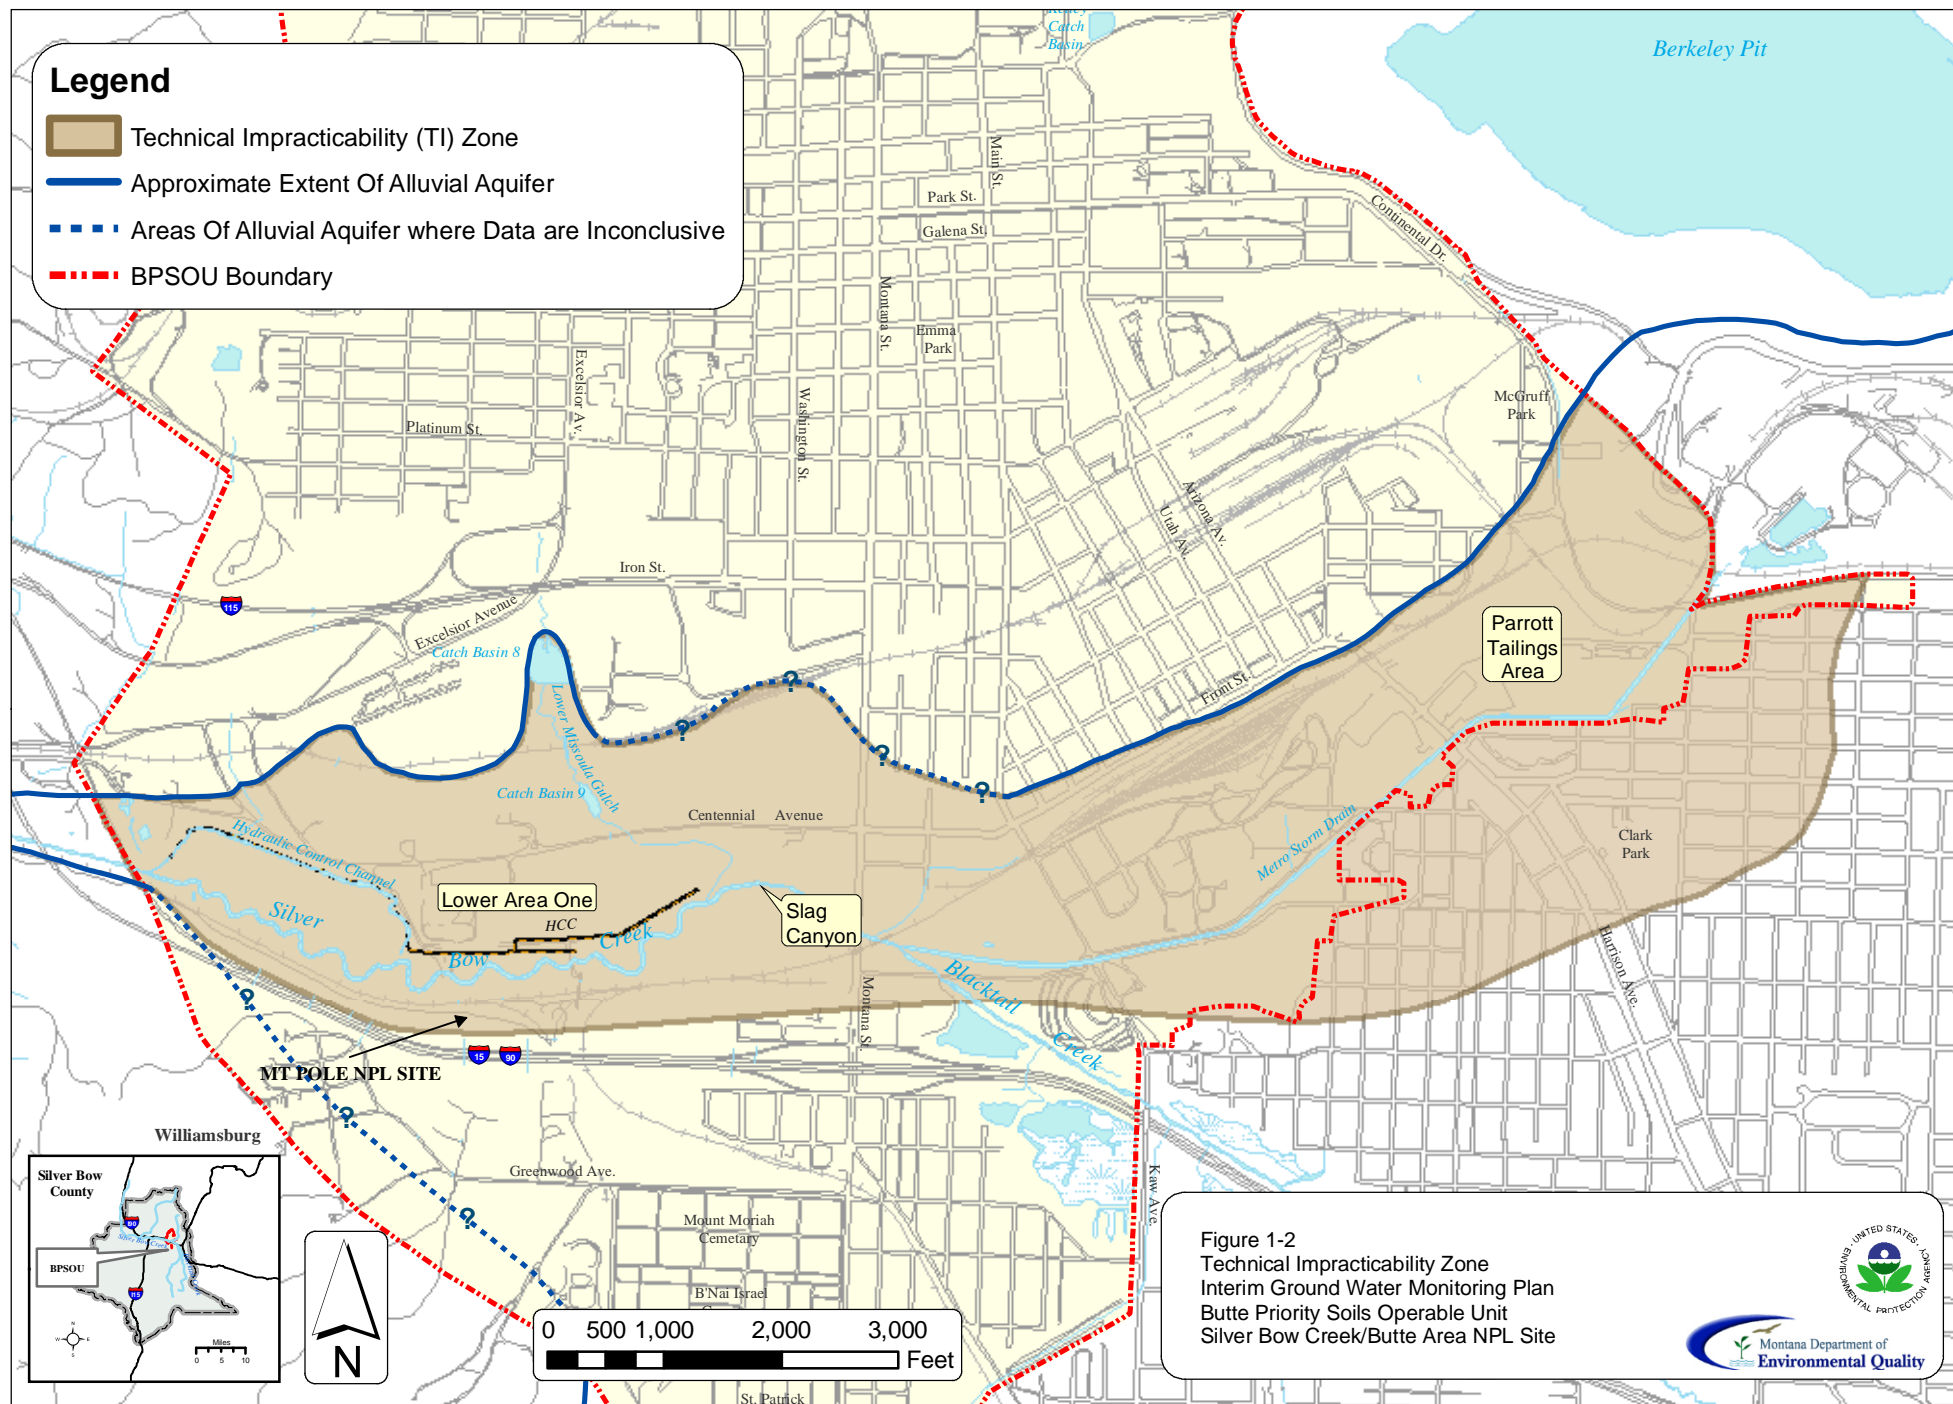 Legend
Technical Impracticability (TI) Zone
Approximate Extent Of Alluvial Aquifer
Areas Of Alluvial Aquifer where Data are Inconclusive
BPSOU Boundary
Catch
Basin
Berkeley Pit
Main St.
Park St.
Galena St.
Continental Dr.
Montana St.
Emma
Park
Excelsior Av.
Washington St.
Platinum St.
McGruff
Park
Arizona Av.
Utah Av.
Iron St.
115
Excelsior Avenue
Catch Basin 8
Lower Missoula Gulch
Catch Basin 9
?
?
?
?
Front St.
Parrott
Tailings
Area
Centennial Avenue
Metro Storm Drain
Clark
Park
Hydraulic Control Channel
Lower Area One
HCC
Silver
Bow
Creek
Slag
Canyon
Blacktail
Creek
Harrison Ave.
Montana St.
?
15
90
MT POLE NPL SITE
?
Williamsburg
Greenwood Ave.
?
Kaw Ave.
Mount Moriah
Cemetery
B'Nai Israel
St. Patrick
Silver Bow
County
90
Silver Bow Creek
BPSOU
115
N
W
E
S
Miles
0 5 10
N
0 500 1,000 2,000 3,000
Feet
Figure 1-2
Technical Impracticability Zone
Interim Ground Water Monitoring Plan
Butte Priority Soils Operable Unit
Silver Bow Creek/Butte Area NPL Site
UNITED STATES
ENVIRONMENTAL PROTECTION AGENCY
Montana Department of
Environmental Quality